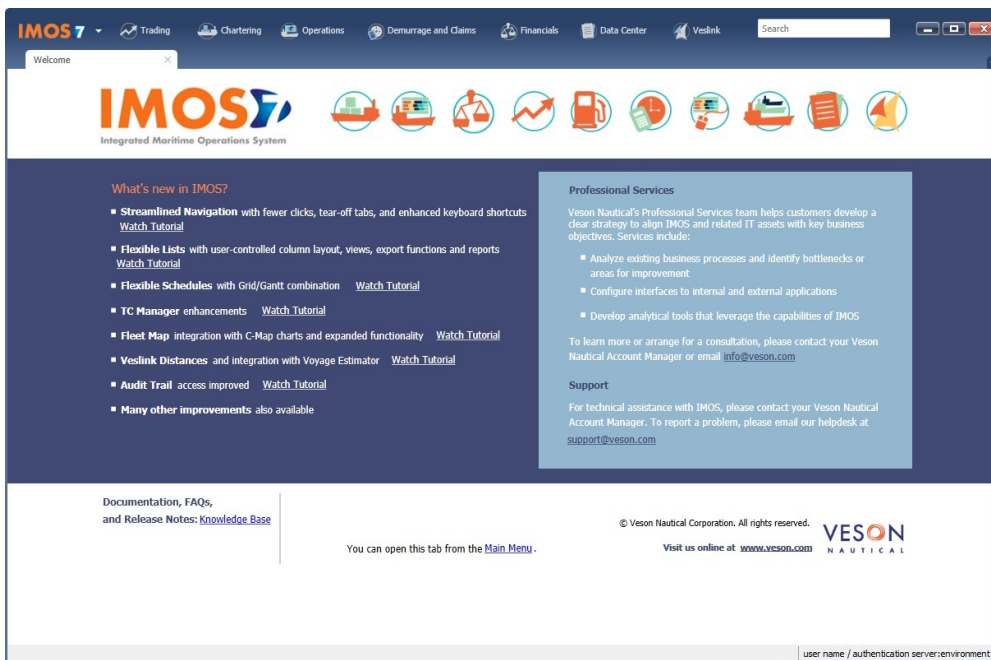 IMOS 7 Trading Chartering Operations Demurrage and Claims Financials Data Center Veslink Search
Welcome
IMOS7
Integrated Maritime Operations System
What's new in IMOS?
Streamlined Navigation with fewer clicks, tear-off tabs, and enhanced keyboard shortcuts
Watch Tutorial
Flexible Lists with user-controlled column layout, views, export functions and reports
Watch Tutorial
Flexible Schedules with Grid/Gantt combination Watch Tutorial
TC Manager enhancements Watch Tutorial
Fleet Map integration with C-Map charts and expanded functionality Watch Tutorial
Veslink Distances and integration with Voyage Estimator Watch Tutorial
Audit Trail access improved Watch Tutorial
Many other improvements also available
Professional Services
Veson Nautical's Professional Services team helps customers develop a
clear strategy to align IMOS and related IT assets with key business
objectives. Services include:
Analyze existing business processes and identify bottlenecks or
areas for improvement
Configure interfaces to internal and external applications
Develop analytical tools that leverage the capabilities of IMOS
To learn more or arrange for a consultation, please contact your Veson
Nautical Account Manager or email info@veson.com
Support
For technical assistance with IMOS, please contact your Veson Nautical
Account Manager. To report a problem, please email our helpdesk at
support@veson.com
Documentation, FAQs,
and Release Notes: Knowledge Base
You can open this tab from the Main Menu.
© Veson Nautical Corporation. All rights reserved.
Visit us online at www.veson.com
VESON
NAUTICAL
user name / authentication server:environment